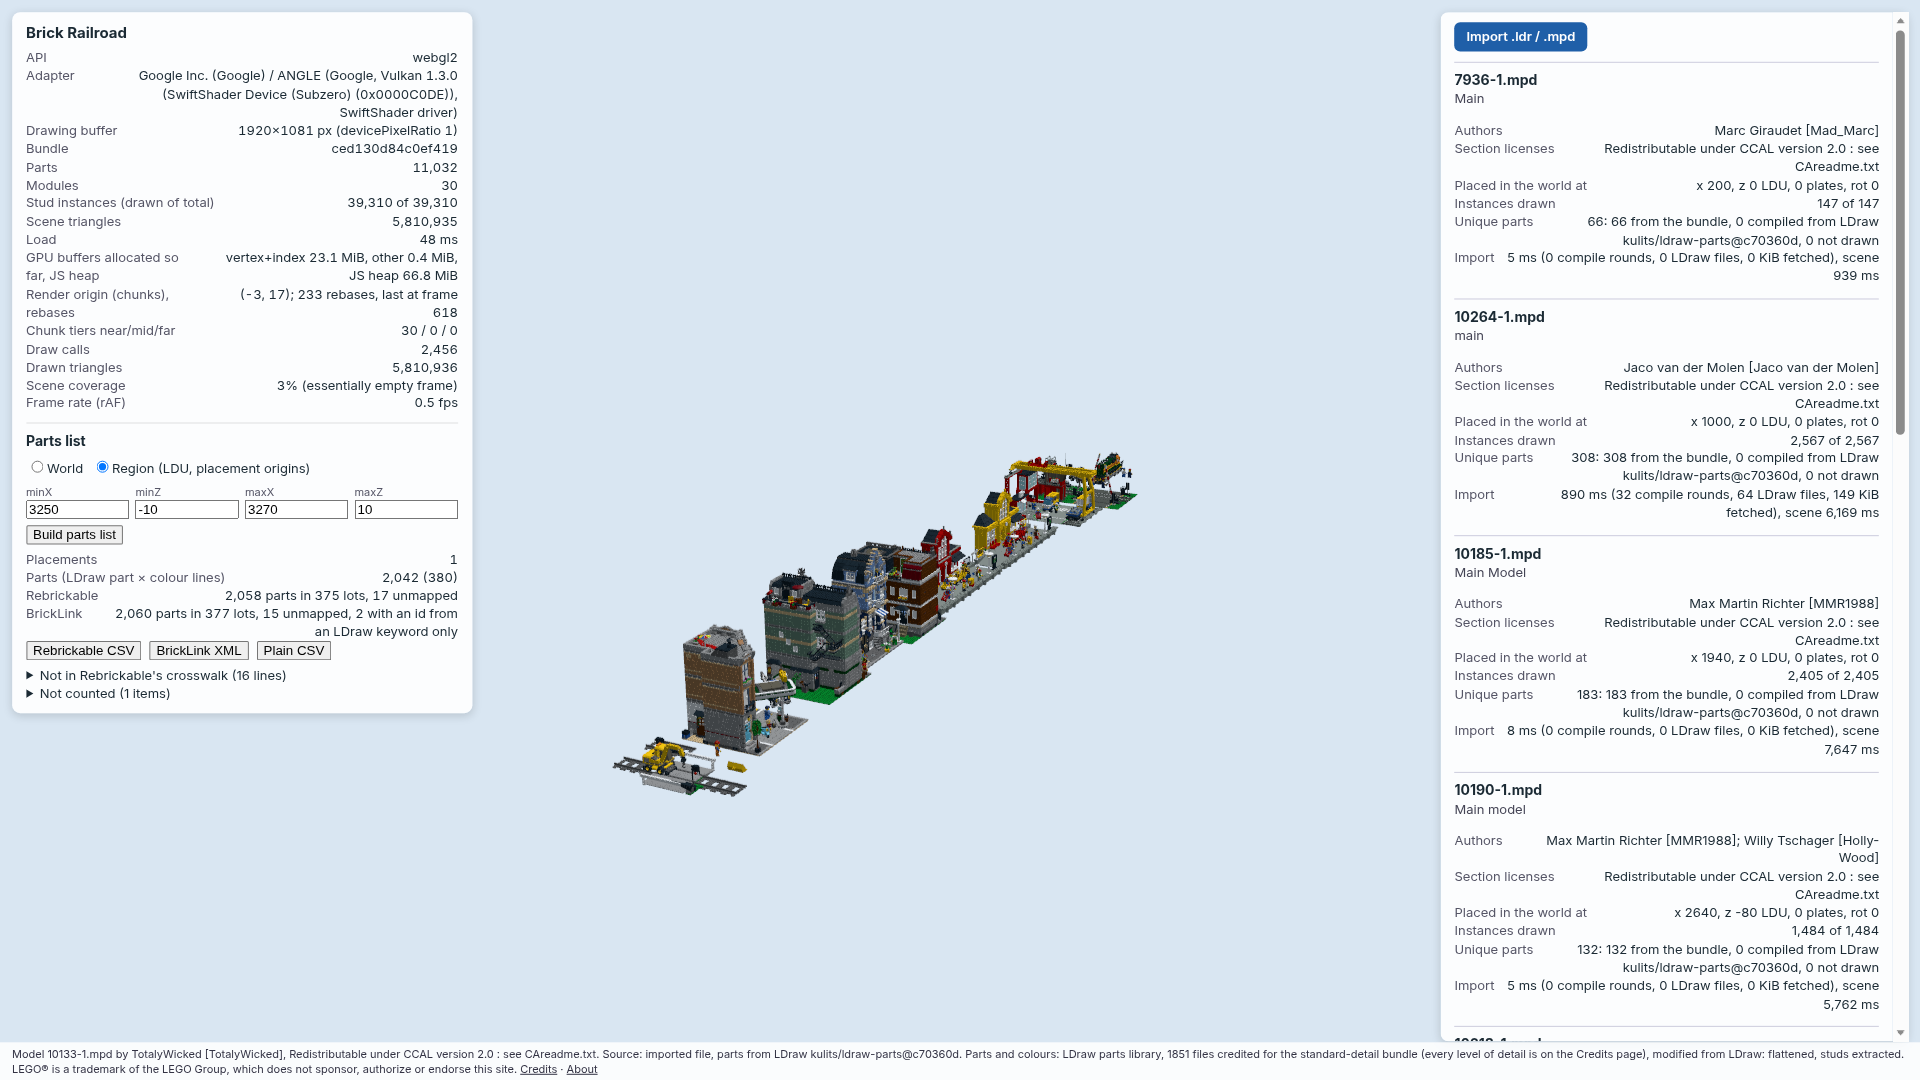 Brick Railroad
API webgl2
Adapter Google Inc. (Google) / ANGLE (Google, Vulkan 1.3.0
(SwiftShader Device (Subzero) (0x0000C0DE)),
SwiftShader driver)
Drawing buffer 1920×1081 px (devicePixelRatio 1)
Bundle ced130d84c0ef419
Parts 11,032
Modules 30
Stud instances (drawn of total) 39,310 of 39,310
Scene triangles 5,810,935
Load 48 ms
GPU buffers allocated so vertex+index 23.1 MiB, other 0.4 MiB,
far, JS heap JS heap 66.8 MiB
Render origin (chunks), (-3, 17); 233 rebases, last at frame
rebases 618
Chunk tiers near/mid/far 30 / 0 / 0
Draw calls 2,456
Drawn triangles 5,810,936
Scene coverage 3% (essentially empty frame)
Frame rate (rAF) 0.5 fps
Parts list
World Region (LDU, placement origins)
minX minZ maxX maxZ
3250 -10 3270 10
Build parts list
Placements 1
Parts (LDraw part × colour lines) 2,042 (380)
Rebrickable 2,058 parts in 375 lots, 17 unmapped
BrickLink 2,060 parts in 377 lots, 15 unmapped, 2 with an id from
an LDraw keyword only
Rebrickable CSV BrickLink XML Plain CSV
▶ Not in Rebrickable's crosswalk (16 lines)
▶ Not counted (1 items)
Import .ldr / .mpd
7936-1.mpd
Main
Authors Marc Giraudet [Mad_Marc]
Section licenses Redistributable under CCAL version 2.0 : see
CAreadme.txt
Placed in the world at x 200, z 0 LDU, 0 plates, rot 0
Instances drawn 147 of 147
Unique parts 66: 66 from the bundle, 0 compiled from LDraw
kulits/ldraw-parts@c70360d, 0 not drawn
Import 5 ms (0 compile rounds, 0 LDraw files, 0 KiB fetched), scene
939 ms
10264-1.mpd
main
Authors Jaco van der Molen [Jaco van der Molen]
Section licenses Redistributable under CCAL version 2.0 : see
CAreadme.txt
Placed in the world at x 1000, z 0 LDU, 0 plates, rot 0
Instances drawn 2,567 of 2,567
Unique parts 308: 308 from the bundle, 0 compiled from LDraw
kulits/ldraw-parts@c70360d, 0 not drawn
Import 890 ms (32 compile rounds, 64 LDraw files, 149 KiB
fetched), scene 6,169 ms
10185-1.mpd
Main Model
Authors Max Martin Richter [MMR1988]
Section licenses Redistributable under CCAL version 2.0 : see
CAreadme.txt
Placed in the world at x 1940, z 0 LDU, 0 plates, rot 0
Instances drawn 2,405 of 2,405
Unique parts 183: 183 from the bundle, 0 compiled from LDraw
kulits/ldraw-parts@c70360d, 0 not drawn
Import 8 ms (0 compile rounds, 0 LDraw files, 0 KiB fetched), scene
7,647 ms
10190-1.mpd
Main model
Authors Max Martin Richter [MMR1988]; Willy Tschager [Holly-
Wood]
Section licenses Redistributable under CCAL version 2.0 : see
CAreadme.txt
Placed in the world at x 2640, z -80 LDU, 0 plates, rot 0
Instances drawn 1,484 of 1,484
Unique parts 132: 132 from the bundle, 0 compiled from LDraw
kulits/ldraw-parts@c70360d, 0 not drawn
Import 5 ms (0 compile rounds, 0 LDraw files, 0 KiB fetched), scene
5,762 ms
Model 10133-1.mpd by TotalyWicked [TotalyWicked], Redistributable under CCAL version 2.0 : see CAreadme.txt. Source: imported file, parts from LDraw kulits/ldraw-parts@c70360d. Parts and colours: LDraw parts library, 1851 files credited for the standard-detail bundle (every level of detail is on the Credits page), modified from LDraw: flattened, studs extracted.
LEGO® is a trademark of the LEGO Group, which does not sponsor, authorize or endorse this site. Credits · About